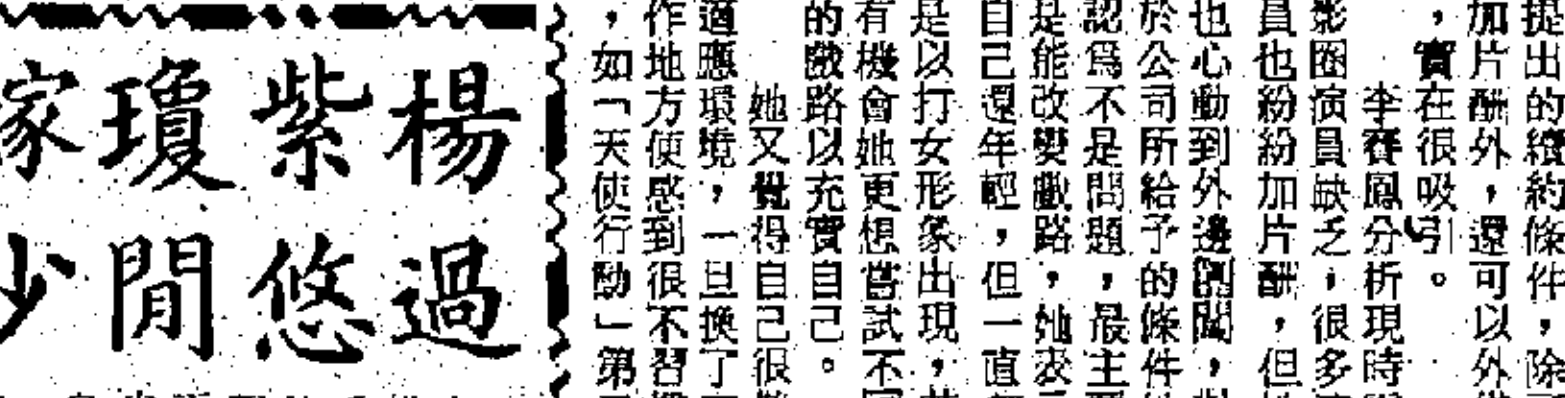 提出的續約條件，除
加片酬外，還可以外
，實在很吸引。
李賽鳳分析現時
影圈演員缺乏，很多
員也紛紛加片酬，但
也心動到外邊闖闖，
於公司所給予的條件
認爲不是問題，最主
是能改變戲路，她表
自己還年輕，但一直
是以打女形象出現，
有機會她更想嘗試不
的戲路以充實自己。
她又覺得自己很
適應環境，一旦換了
作地方使感到很不習
，如「天使行動」第
楊紫瓊
過悠閒
家
少